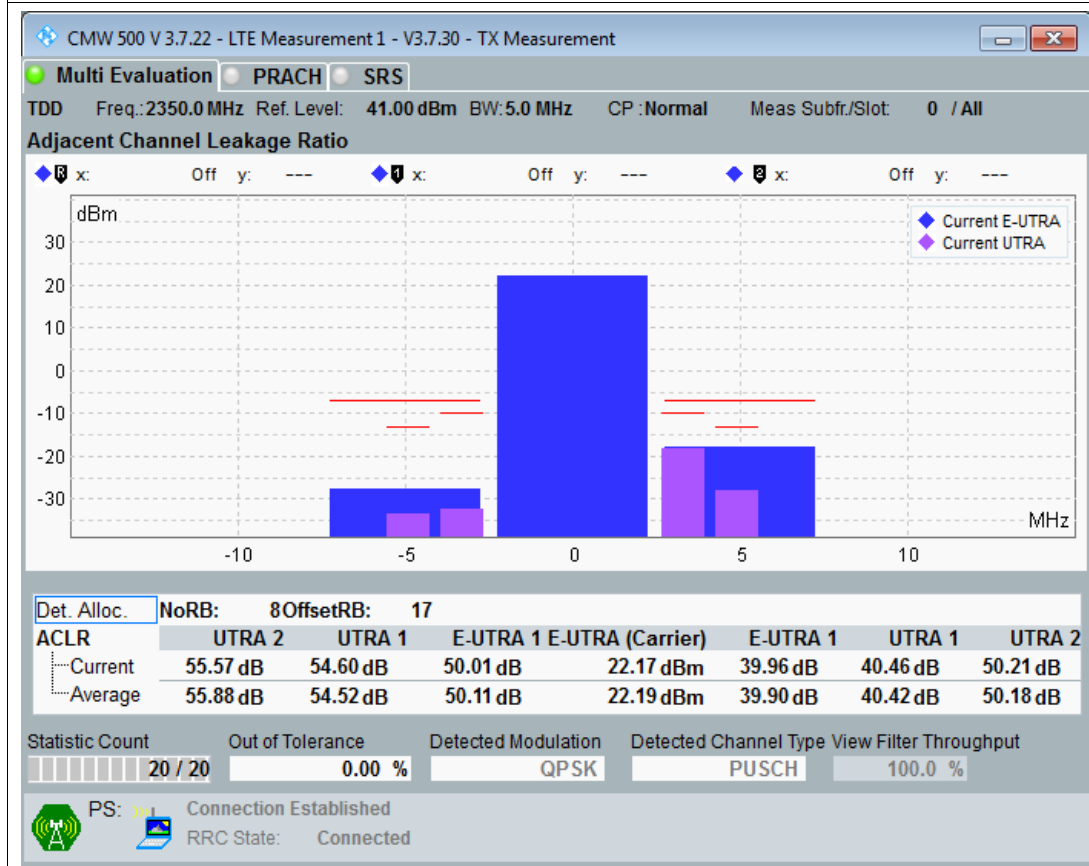 CMW 500 V 3.7.22 - LTE Measurement 1 - V3.7.30 - TX Measurement
Multi Evaluation PRACH SRS
TDD Freq.: 2350.0 MHz Ref. Level: 41.00 dBm BW: 5.0 MHz CP : Normal Meas Subfr./Slot: 0 / All
Adjacent Channel Leakage Ratio
R x: Off y: --- 1 x: Off y: --- 2 x: Off y: ---
dBm
Current E-UTRA
Current UTRA
30
20
10
0
-10
-20
-30
MHz
-10 -5 0 5 10
Det. Alloc. NoRB: 8 OffsetRB: 17
ACLR UTRA 2 UTRA 1 E-UTRA 1 E-UTRA (Carrier) E-UTRA 1 UTRA 1 UTRA 2
Current 55.57 dB 54.60 dB 50.01 dB 22.17 dBm 39.96 dB 40.46 dB 50.21 dB
Average 55.88 dB 54.52 dB 50.11 dB 22.19 dBm 39.90 dB 40.42 dB 50.18 dB
Statistic Count Out of Tolerance Detected Modulation Detected Channel Type View Filter Throughput
20 / 20 0.00 % QPSK PUSCH 100.0 %
PS: Connection Established
RRC State: Connected